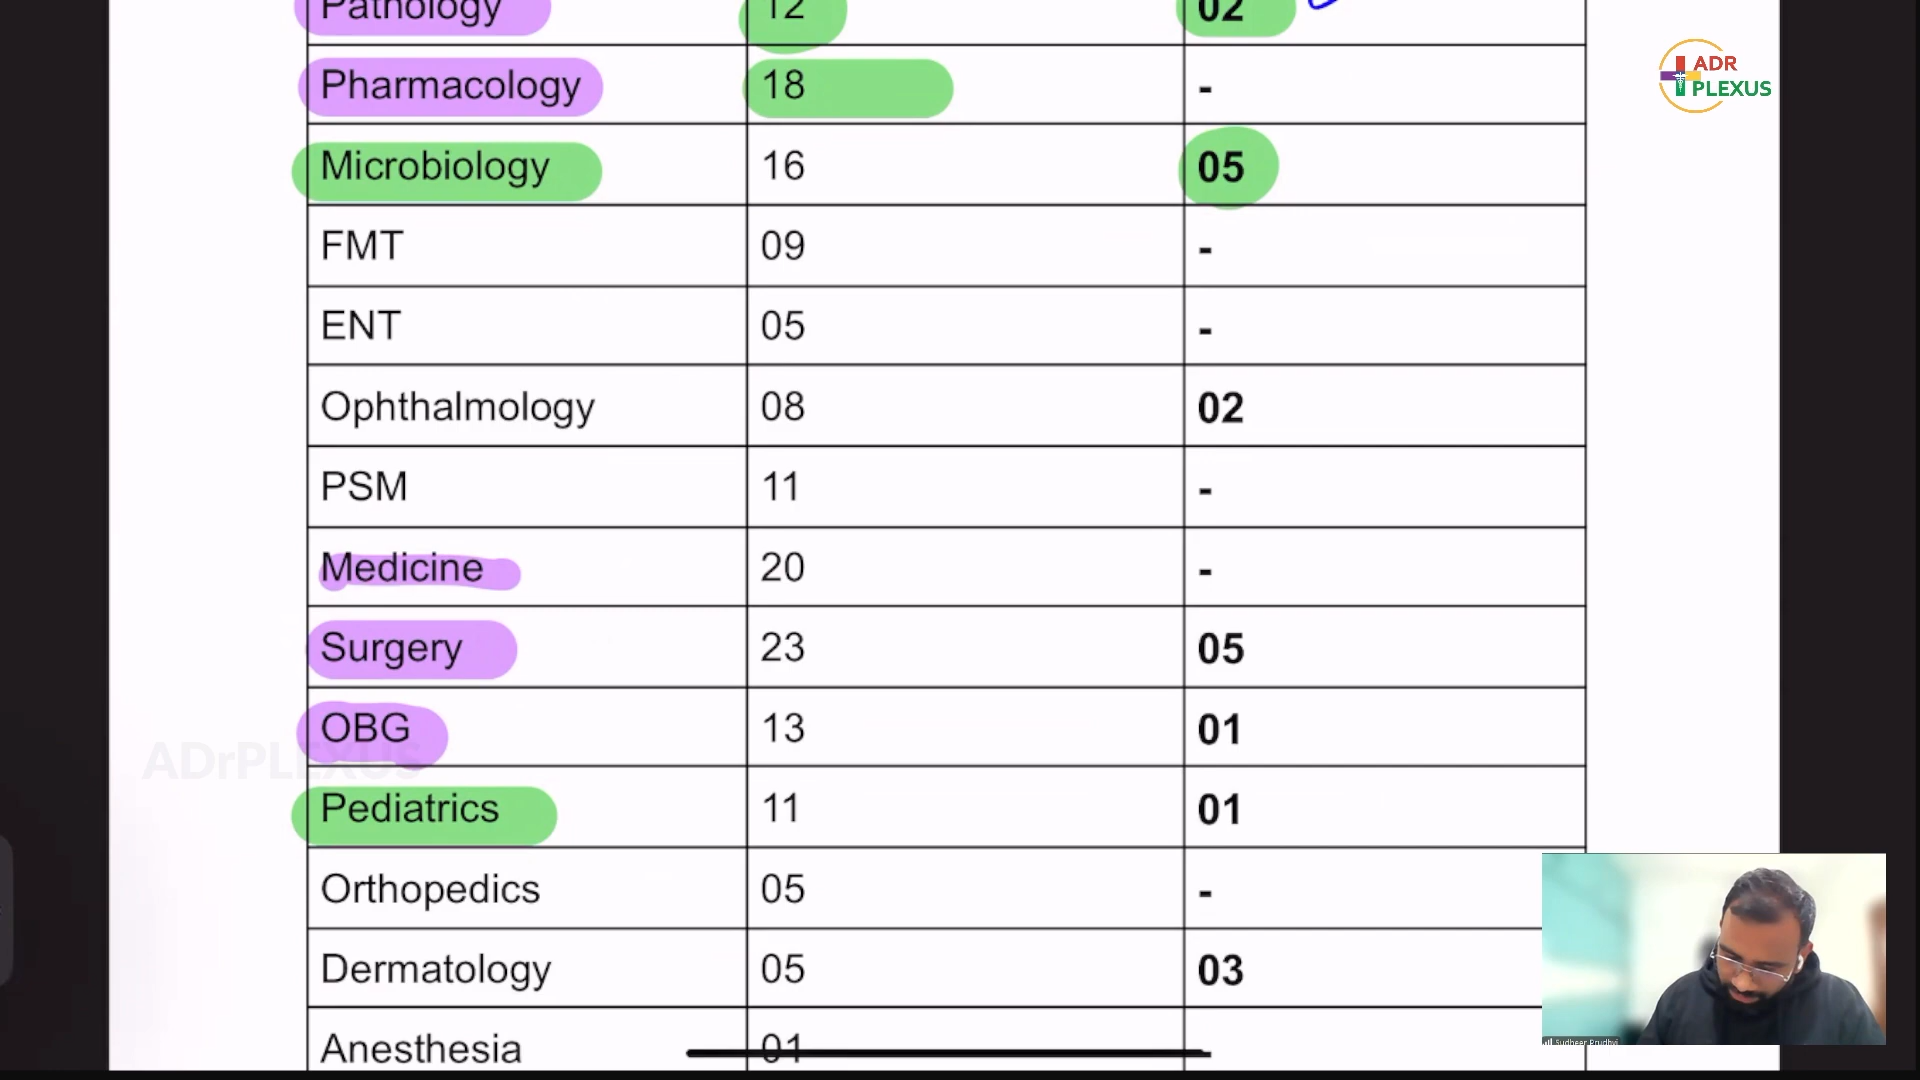 Pathology 12 02
ADR
PLEXUS
Pharmacology 18 -
Microbiology 16 05
FMT 09 -
ENT 05 -
Ophthalmology 08 02
PSM 11 -
Medicine 20 -
Surgery 23 05
OBG 13 01
ADrPLEXUS
Pediatrics 11 01
Orthopedics 05 -
Dermatology 05 03
Anesthesia 01 -
Sudheer Prudhvi